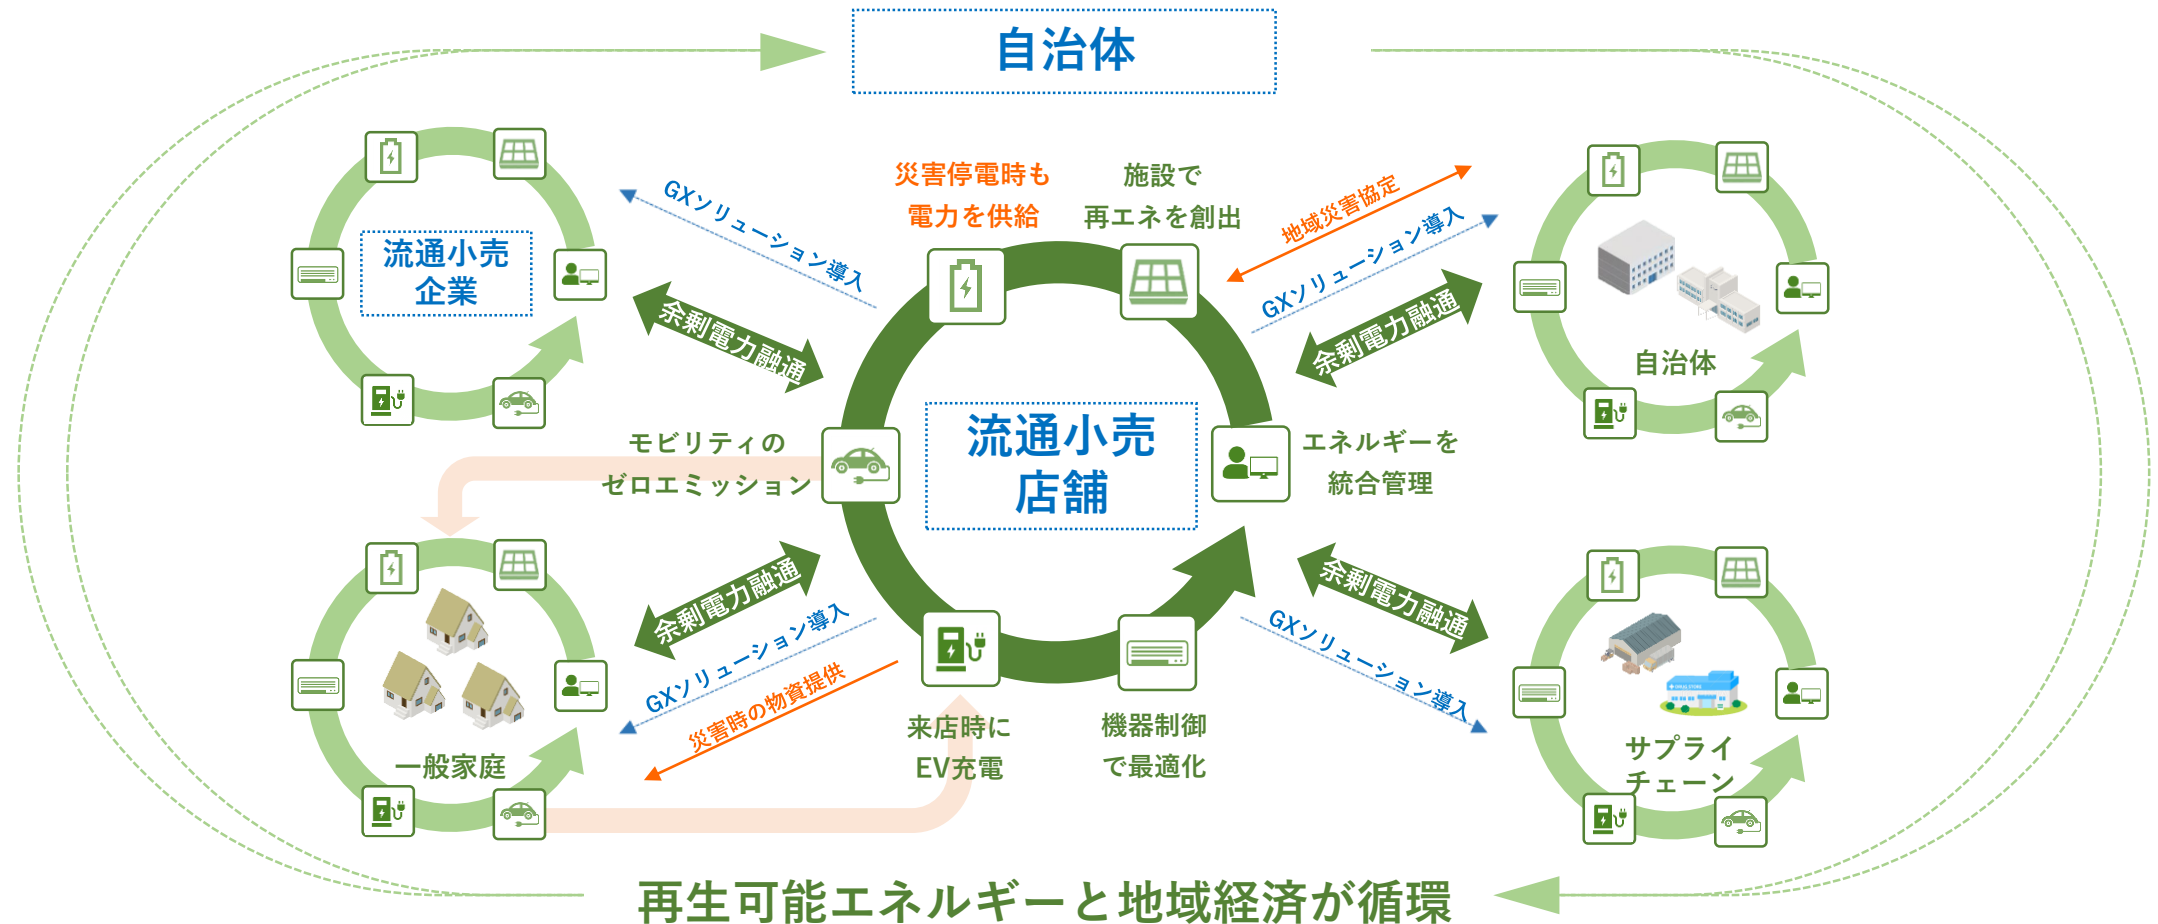 自治体
流通小売
企業
GXソリューション導入
余剰電力融通
災害停電時も
電力を供給
施設で
再エネを創出
地域災害協定
GXソリューション導入
余剰電力融通
自治体
モビリティの
ゼロエミッション
流通小売
店舗
エネルギーを
統合管理
余剰電力融通
GXソリューション導入
災害時の物資提供
一般家庭
来店時に
EV充電
機器制御
で最適化
余剰電力融通
GXソリューション導入
サプライ
チェーン
再生可能エネルギーと地域経済が循環